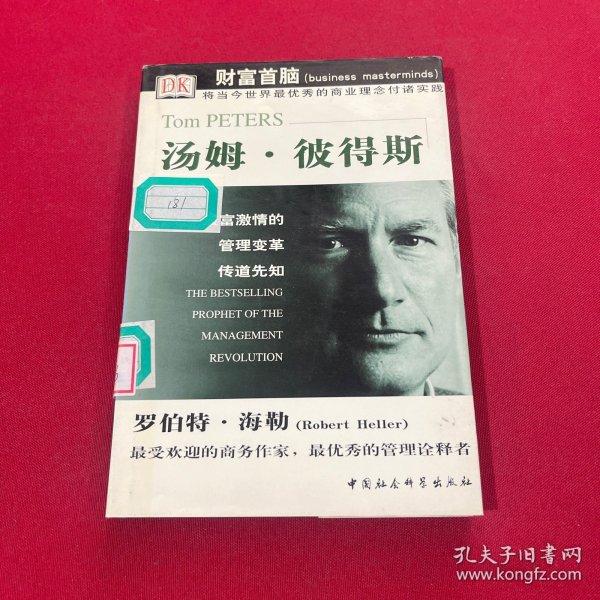 DK
财富首脑(business masterminds)
将当今世界最优秀的商业理念付诸实践
Tom PETERS
汤姆·彼得斯
181
富激情的
管理变革
传道先知
THE BESTSELLING
PROPHET OF THE
MANAGEMENT
REVOLUTION
罗伯特·海勒(Robert Heller)
最受欢迎的商务作家，最优秀的管理诠释者
中国社会科学出版社
孔夫子旧书网
www.kongfz.com